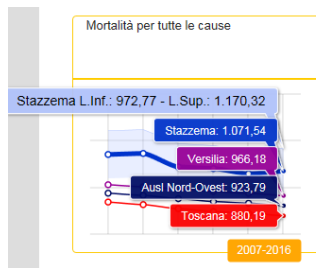 Mortalità per tutte le cause
Stazzema L.Inf.: 972,77 - L.Sup.: 1.170,32
Stazzema: 1.071,54
Versilia: 966,18
Ausl Nord-Ovest: 923,79
Toscana: 880,19
2007-2016